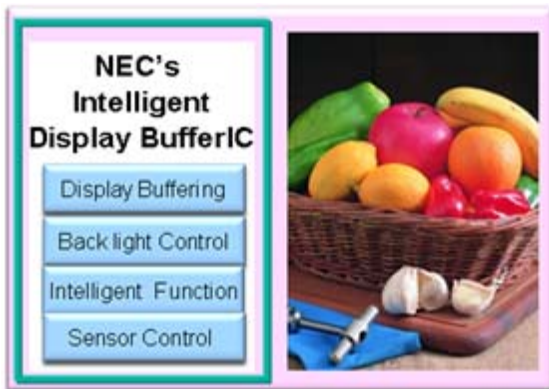 NEC's
Intelligent
Display BufferIC
Display Buffering
Back light Control
Intelligent Function
Sensor Control